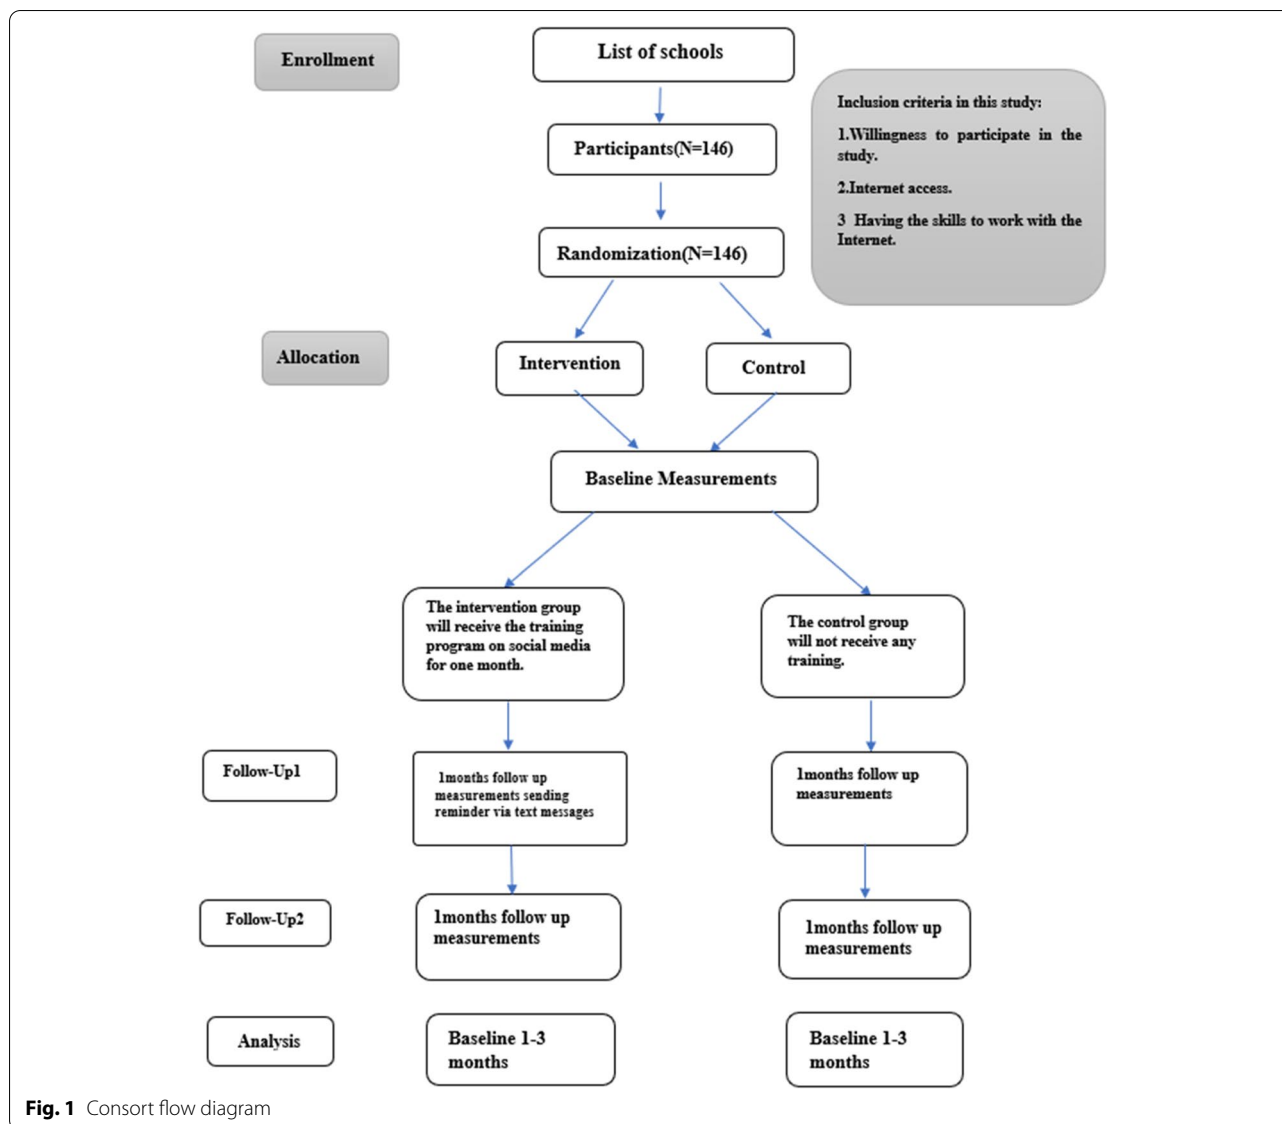 Enrollment
List of schools
Participants(N=146)
Randomization(N=146)
Inclusion criteria in this study:
1.Willingness to participate in the
study.
2.Internet access.
3 Having the skills to work with the
Internet.
Allocation
Intervention
Control
Baseline Measurements
The intervention group
will receive the training
program on social media
for one month.
The control group
will not receive any
training.
Follow-Up1
1months follow up
measurements sending
reminder via text messages
1months follow up
measurements
Follow-Up2
1months follow up
measurements
1months follow up
measurements
Analysis
Baseline 1-3
months
Baseline 1-3
months
Fig. 1 Consort flow diagram